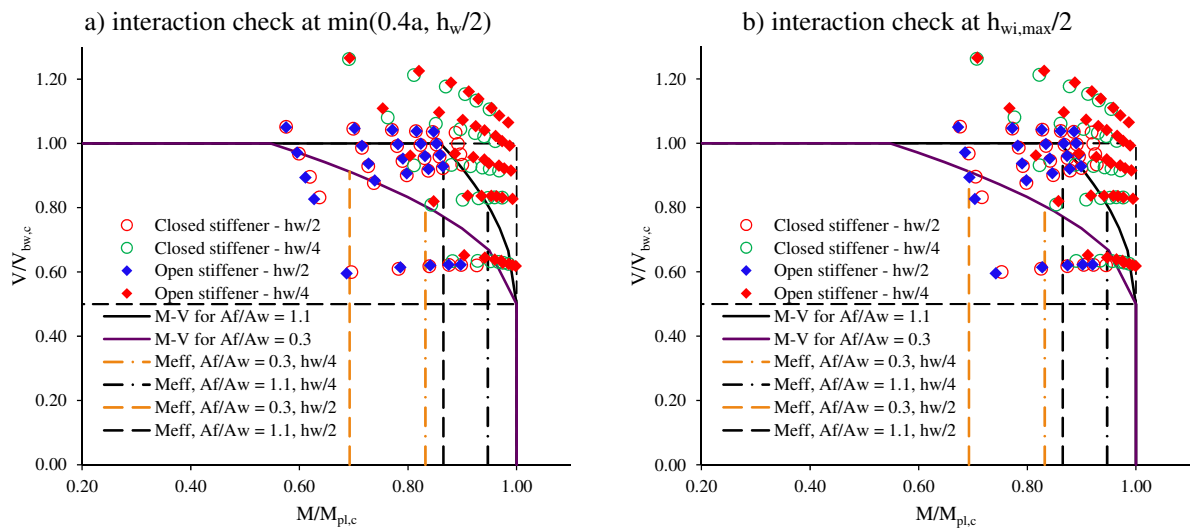 a) interaction check at min(0.4a, h_w/2)
1.20
1.00
0.80
0.60
0.40
0.20
0.00
V/V_bw,c
Closed stiffener - hw/2
Closed stiffener - hw/4
Open stiffener - hw/2
Open stiffener - hw/4
M-V for Af/Aw = 1.1
M-V for Af/Aw = 0.3
Meff, Af/Aw = 0.3, hw/4
Meff, Af/Aw = 1.1, hw/4
Meff, Af/Aw = 0.3, hw/2
Meff, Af/Aw = 1.1, hw/2
0.20 0.40 0.60 0.80 1.00
M/M_pl,c
b) interaction check at h_wi,max/2
1.20
1.00
0.80
0.60
0.40
0.20
0.00
V/V_bw,c
Closed stiffener - hw/2
Closed stiffener - hw/4
Open stiffener - hw/2
Open stiffener - hw/4
M-V for Af/Aw = 1.1
M-V for Af/Aw = 0.3
Meff, Af/Aw = 0.3, hw/4
Meff, Af/Aw = 1.1, hw/4
Meff, Af/Aw = 0.3, hw/2
Meff, Af/Aw = 1.1, hw/2
0.20 0.40 0.60 0.80 1.00
M/M_pl,c